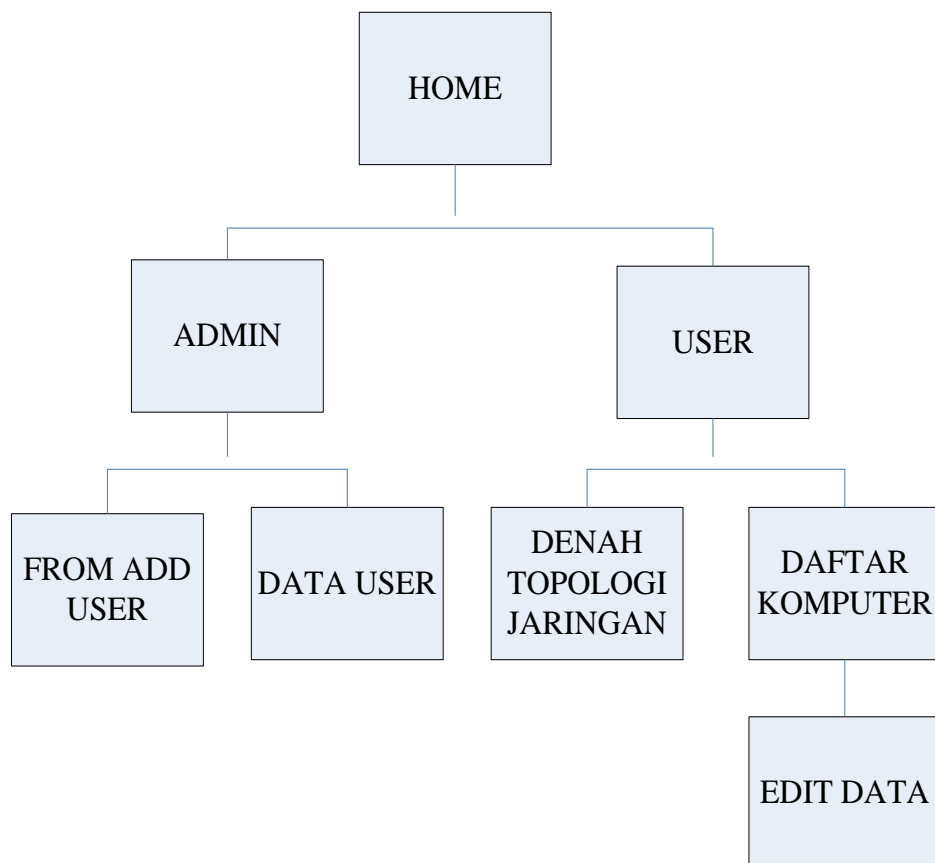 HOME
ADMIN
USER
FROM ADD
USER
DATA USER
DENAH
TOPOLOGI
JARINGAN
DAFTAR
KOMPUTER
EDIT DATA